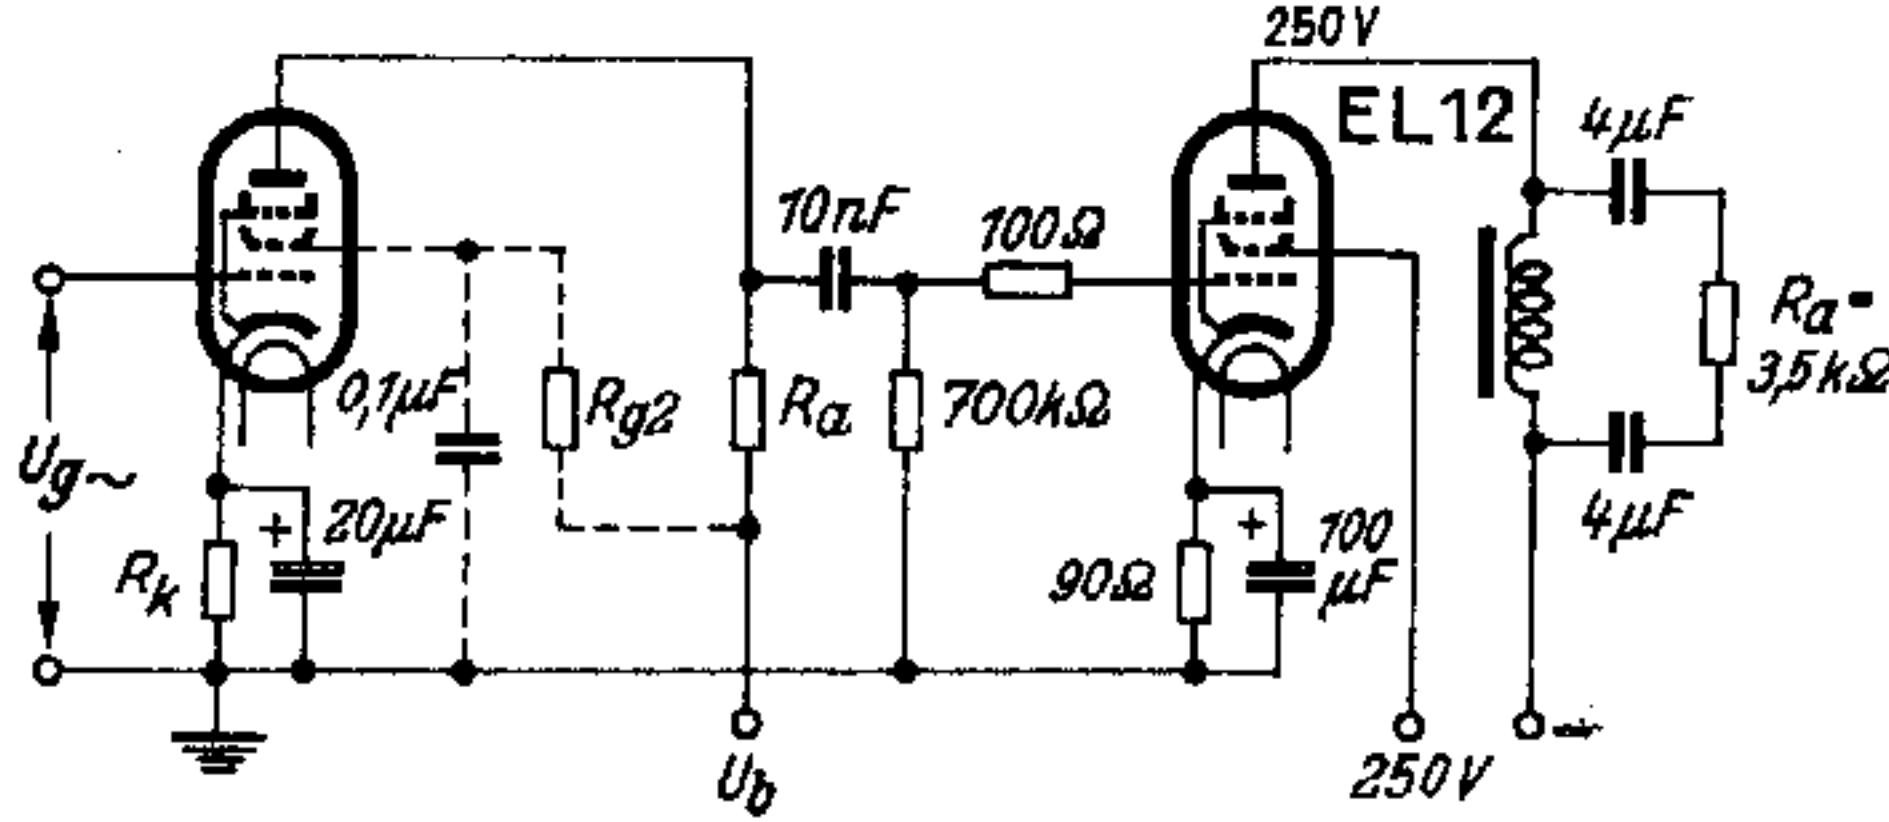 250V
EL12
4µF
10nF
100Ω
Ra=
3,5kΩ
0,1µF
Rg2
Ra
700kΩ
Ug~
+
20µF
Rk
+
100
µF
90Ω
4µF
Ub
250V
+